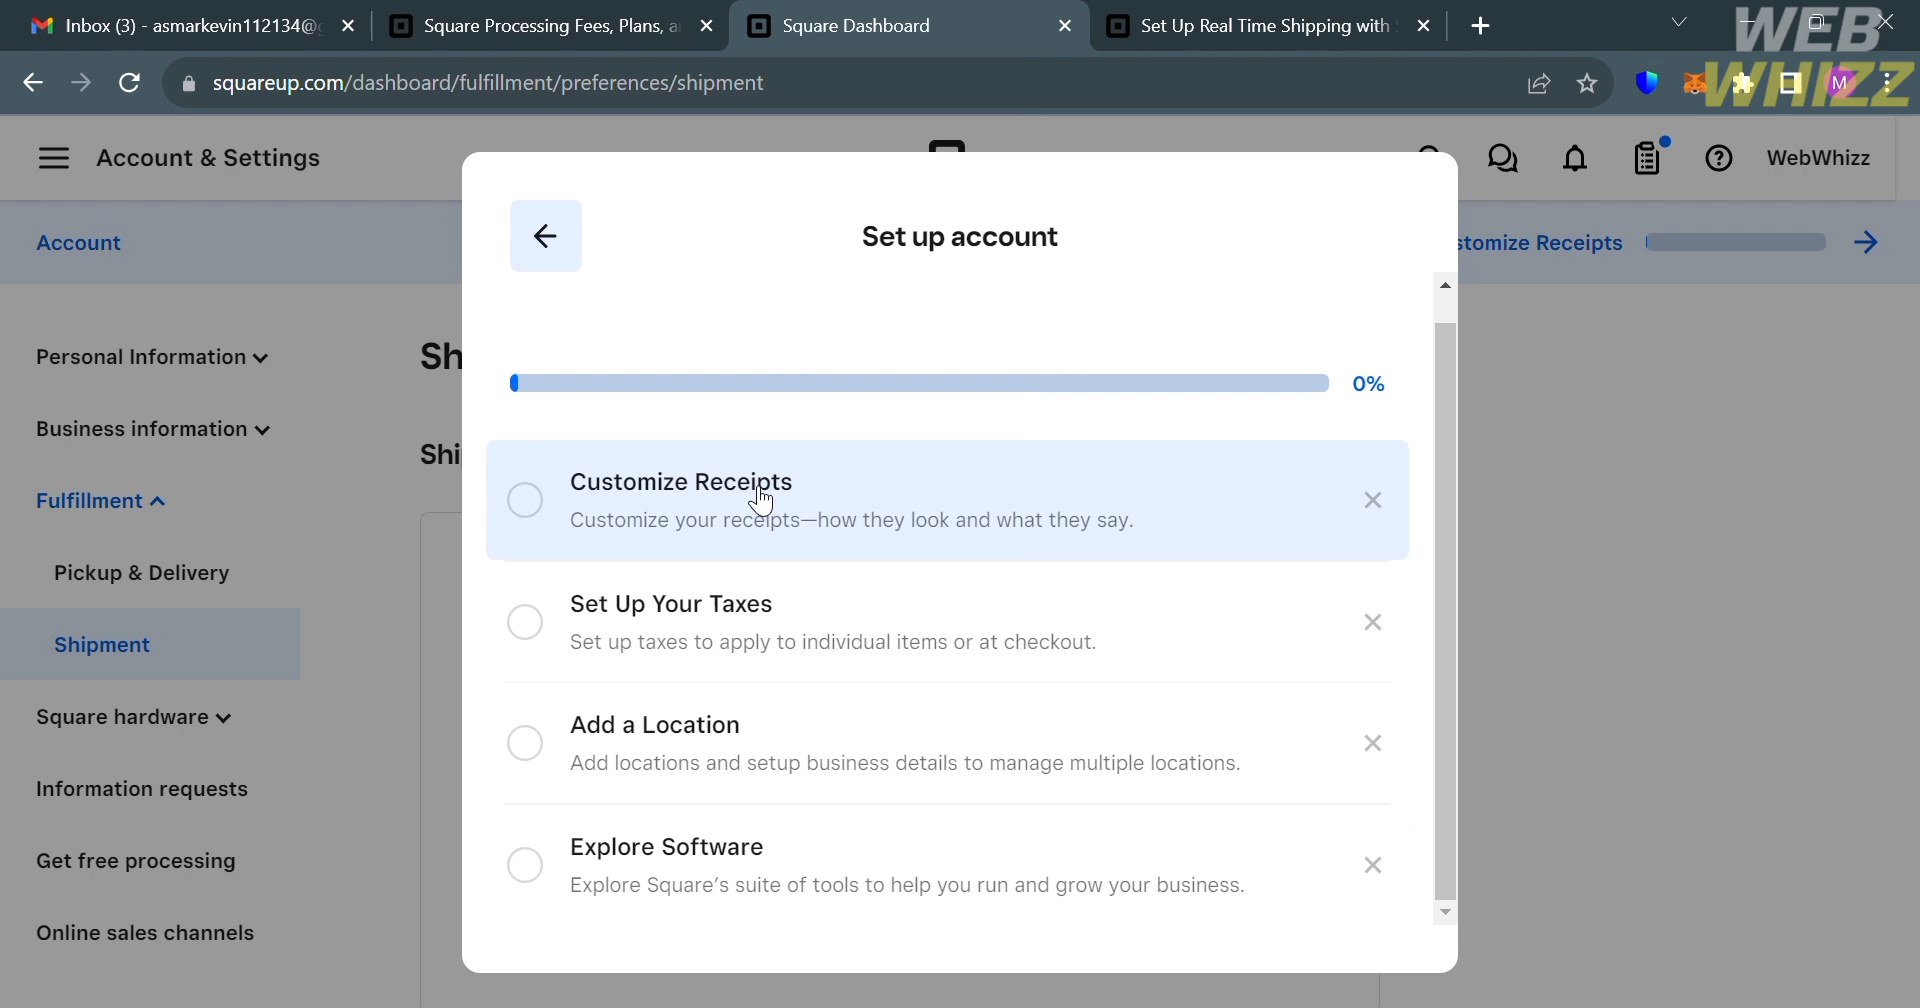 Inbox (3) - asmarkevin112134@
Square Processing Fees, Plans, a
Square Dashboard
Set Up Real Time Shipping with
WEB
WHIZZ
squareup.com/dashboard/fulfillment/preferences/shipment
M
Account & Settings
WebWhizz
Account
Set up account
stomize Receipts
Personal Information
Sh
0%
Business information
Shi
Customize Receipts
Customize your receipts—how they look and what they say.
Fulfillment
Pickup & Delivery
Set Up Your Taxes
Set up taxes to apply to individual items or at checkout.
Shipment
Square hardware
Add a Location
Add locations and setup business details to manage multiple locations.
Information requests
Get free processing
Explore Software
Explore Square's suite of tools to help you run and grow your business.
Online sales channels